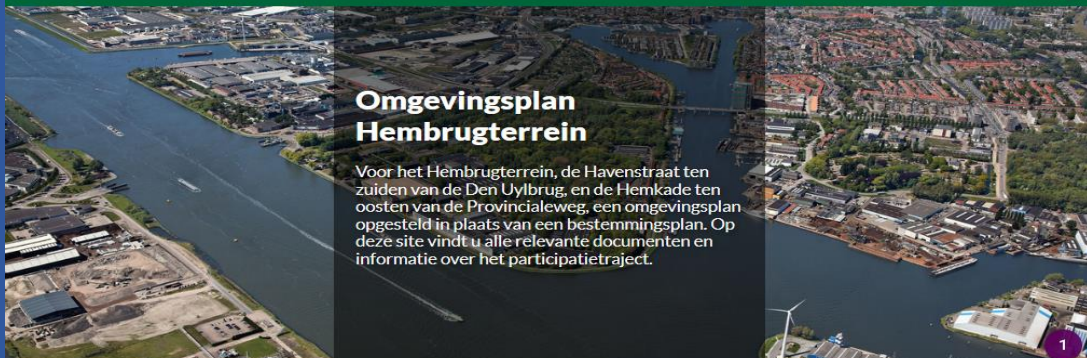 Omgevingsplan
Hembrugterrein
Voor het Hembrugterrein, de Havenstraat ten
zuiden van de Den Uylbrug, en de Hemkade ten
oosten van de Provincialeweg, een omgevingsplan
opgesteld in plaats van een bestemmingsplan. Op
deze site vindt u alle relevante documenten en
informatie over het participatietraject.
1